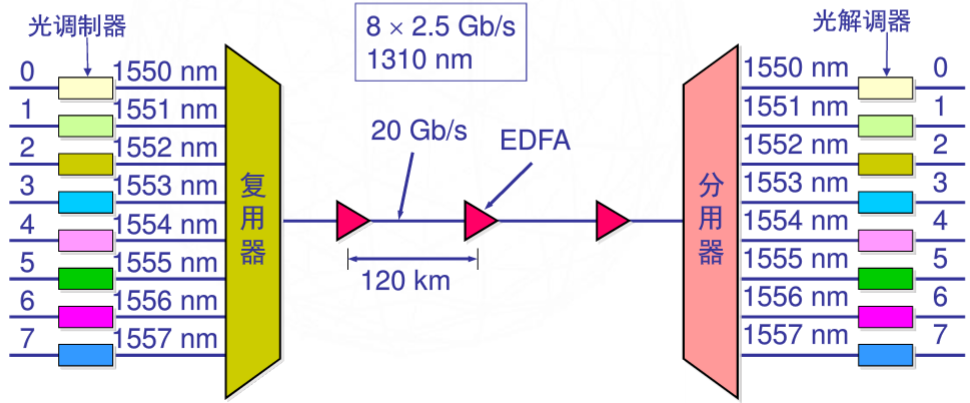 光调制器
8 × 2.5 Gb/s
1310 nm
光解调器
0 1550 nm
1 1551 nm
2 1552 nm
3 1553 nm
4 1554 nm
5 1555 nm
6 1556 nm
7 1557 nm
复用器
20 Gb/s
EDFA
120 km
分用器
1550 nm 0
1551 nm 1
1552 nm 2
1553 nm 3
1554 nm 4
1555 nm 5
1556 nm 6
1557 nm 7